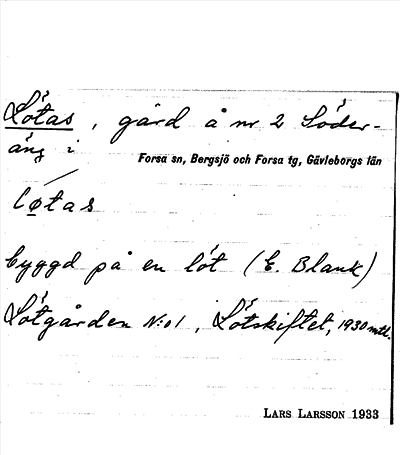 Lötas, gård å nr 2 Söder-
äng i Forsa sn, Bergsjö och Forsa tg, Gävleborgs län
løtas
byggd på en löt (E. Blank)
Lötgården N:o 1, Lötskiftet, 1930 mtl.
LARS LARSSON 1933